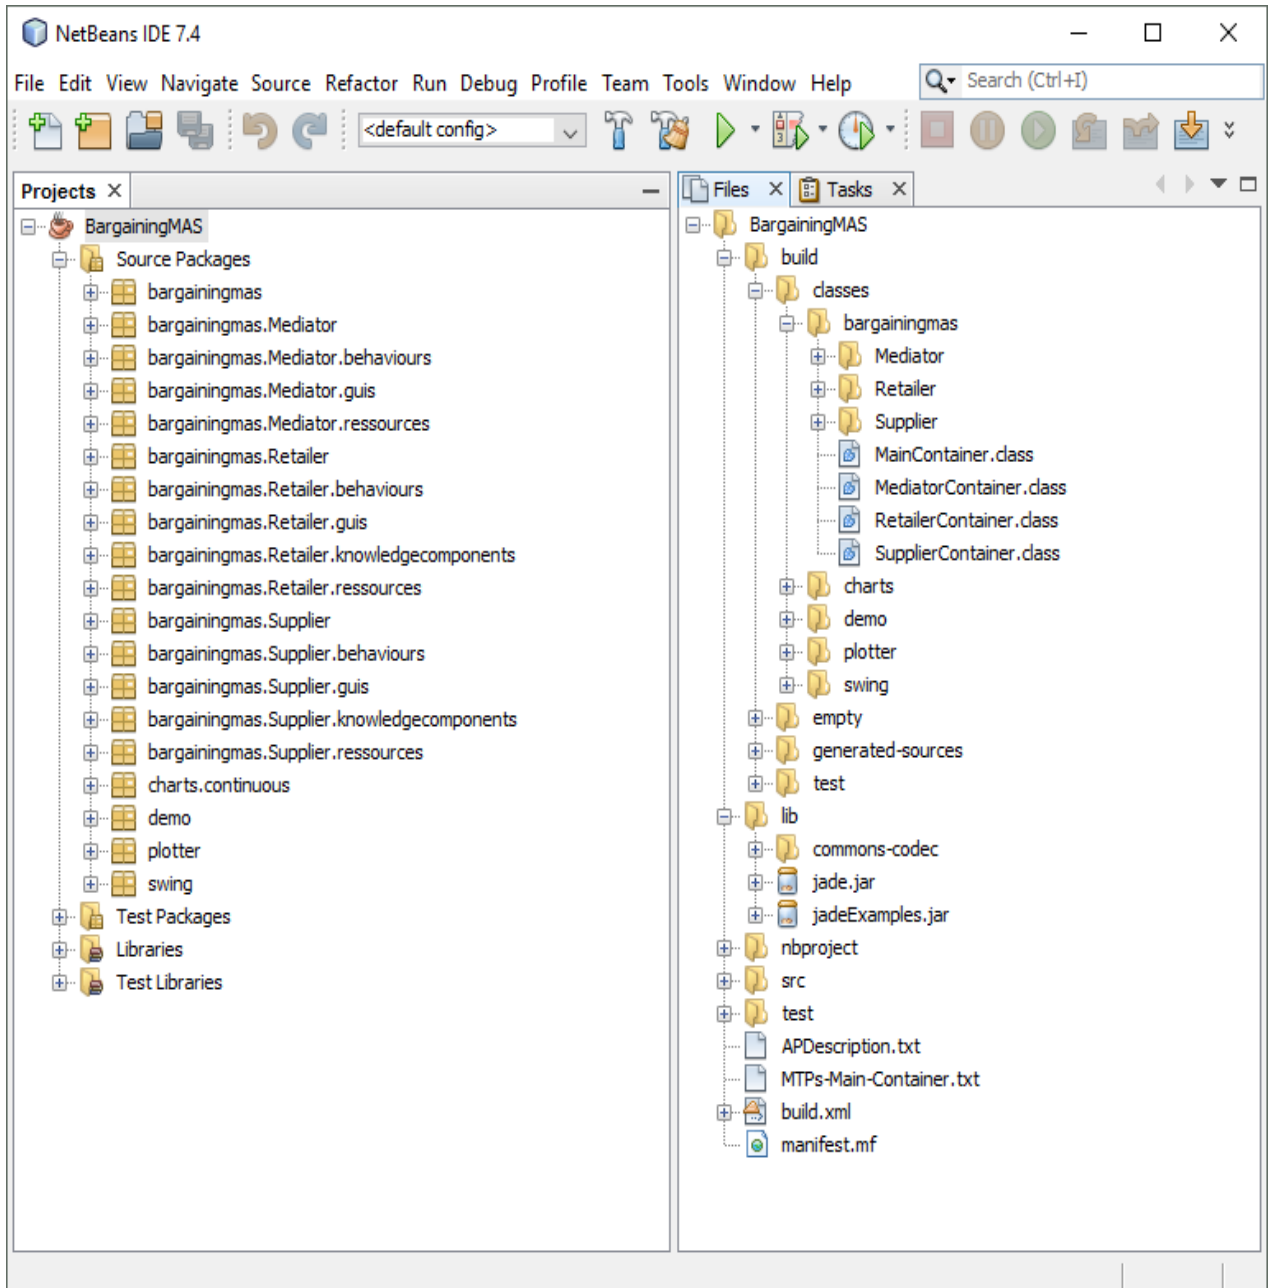 NetBeans IDE 7.4
File Edit View Navigate Source Refactor Run Debug Profile Team Tools Window Help
Search (Ctrl+I)
<default config>
Projects
BargainingMAS
Source Packages
bargainingmas
bargainingmas.Mediator
bargainingmas.Mediator.behaviours
bargainingmas.Mediator.guis
bargainingmas.Mediator.ressources
bargainingmas.Retailer
bargainingmas.Retailer.behaviours
bargainingmas.Retailer.guis
bargainingmas.Retailer.knowledgecomponents
bargainingmas.Retailer.ressources
bargainingmas.Supplier
bargainingmas.Supplier.behaviours
bargainingmas.Supplier.guis
bargainingmas.Supplier.knowledgecomponents
bargainingmas.Supplier.ressources
charts.continuous
demo
plotter
swing
Test Packages
Libraries
Test Libraries
Files
Tasks
BargainingMAS
build
classes
bargainingmas
Mediator
Retailer
Supplier
MainContainer.class
MediatorContainer.class
RetailerContainer.class
SupplierContainer.class
charts
demo
plotter
swing
empty
generated-sources
test
lib
commons-codec
jade.jar
jadeExamples.jar
nbproject
src
test
APDescription.txt
MTPs-Main-Container.txt
build.xml
manifest.mf